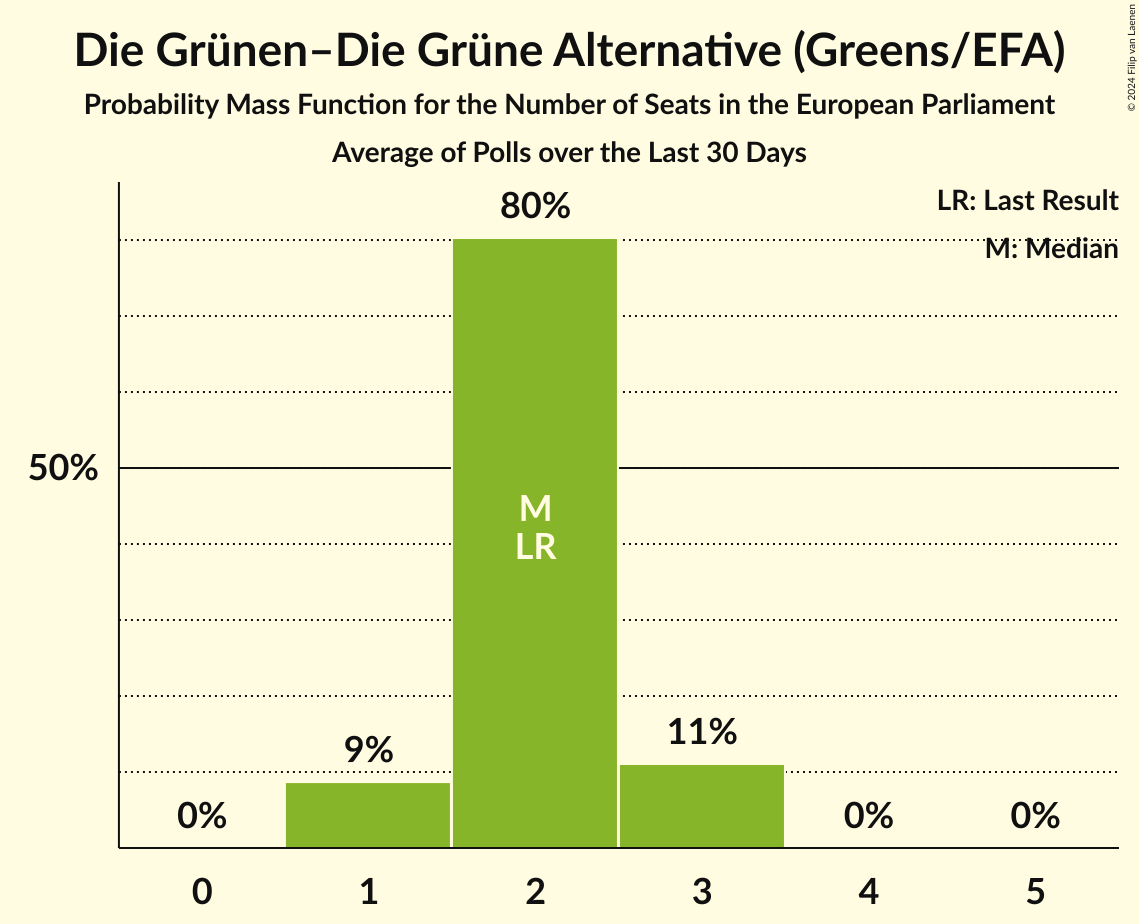 Die Grünen–Die Grüne Alternative (Greens/EFA)
Probability Mass Function for the Number of Seats in the European Parliament
Average of Polls over the Last 30 Days
© 2024 Filip van Laenen
LR: Last Result
M: Median
80%
50%
M
LR
9%
11%
0%
0%
0%
0
1
2
3
4
5